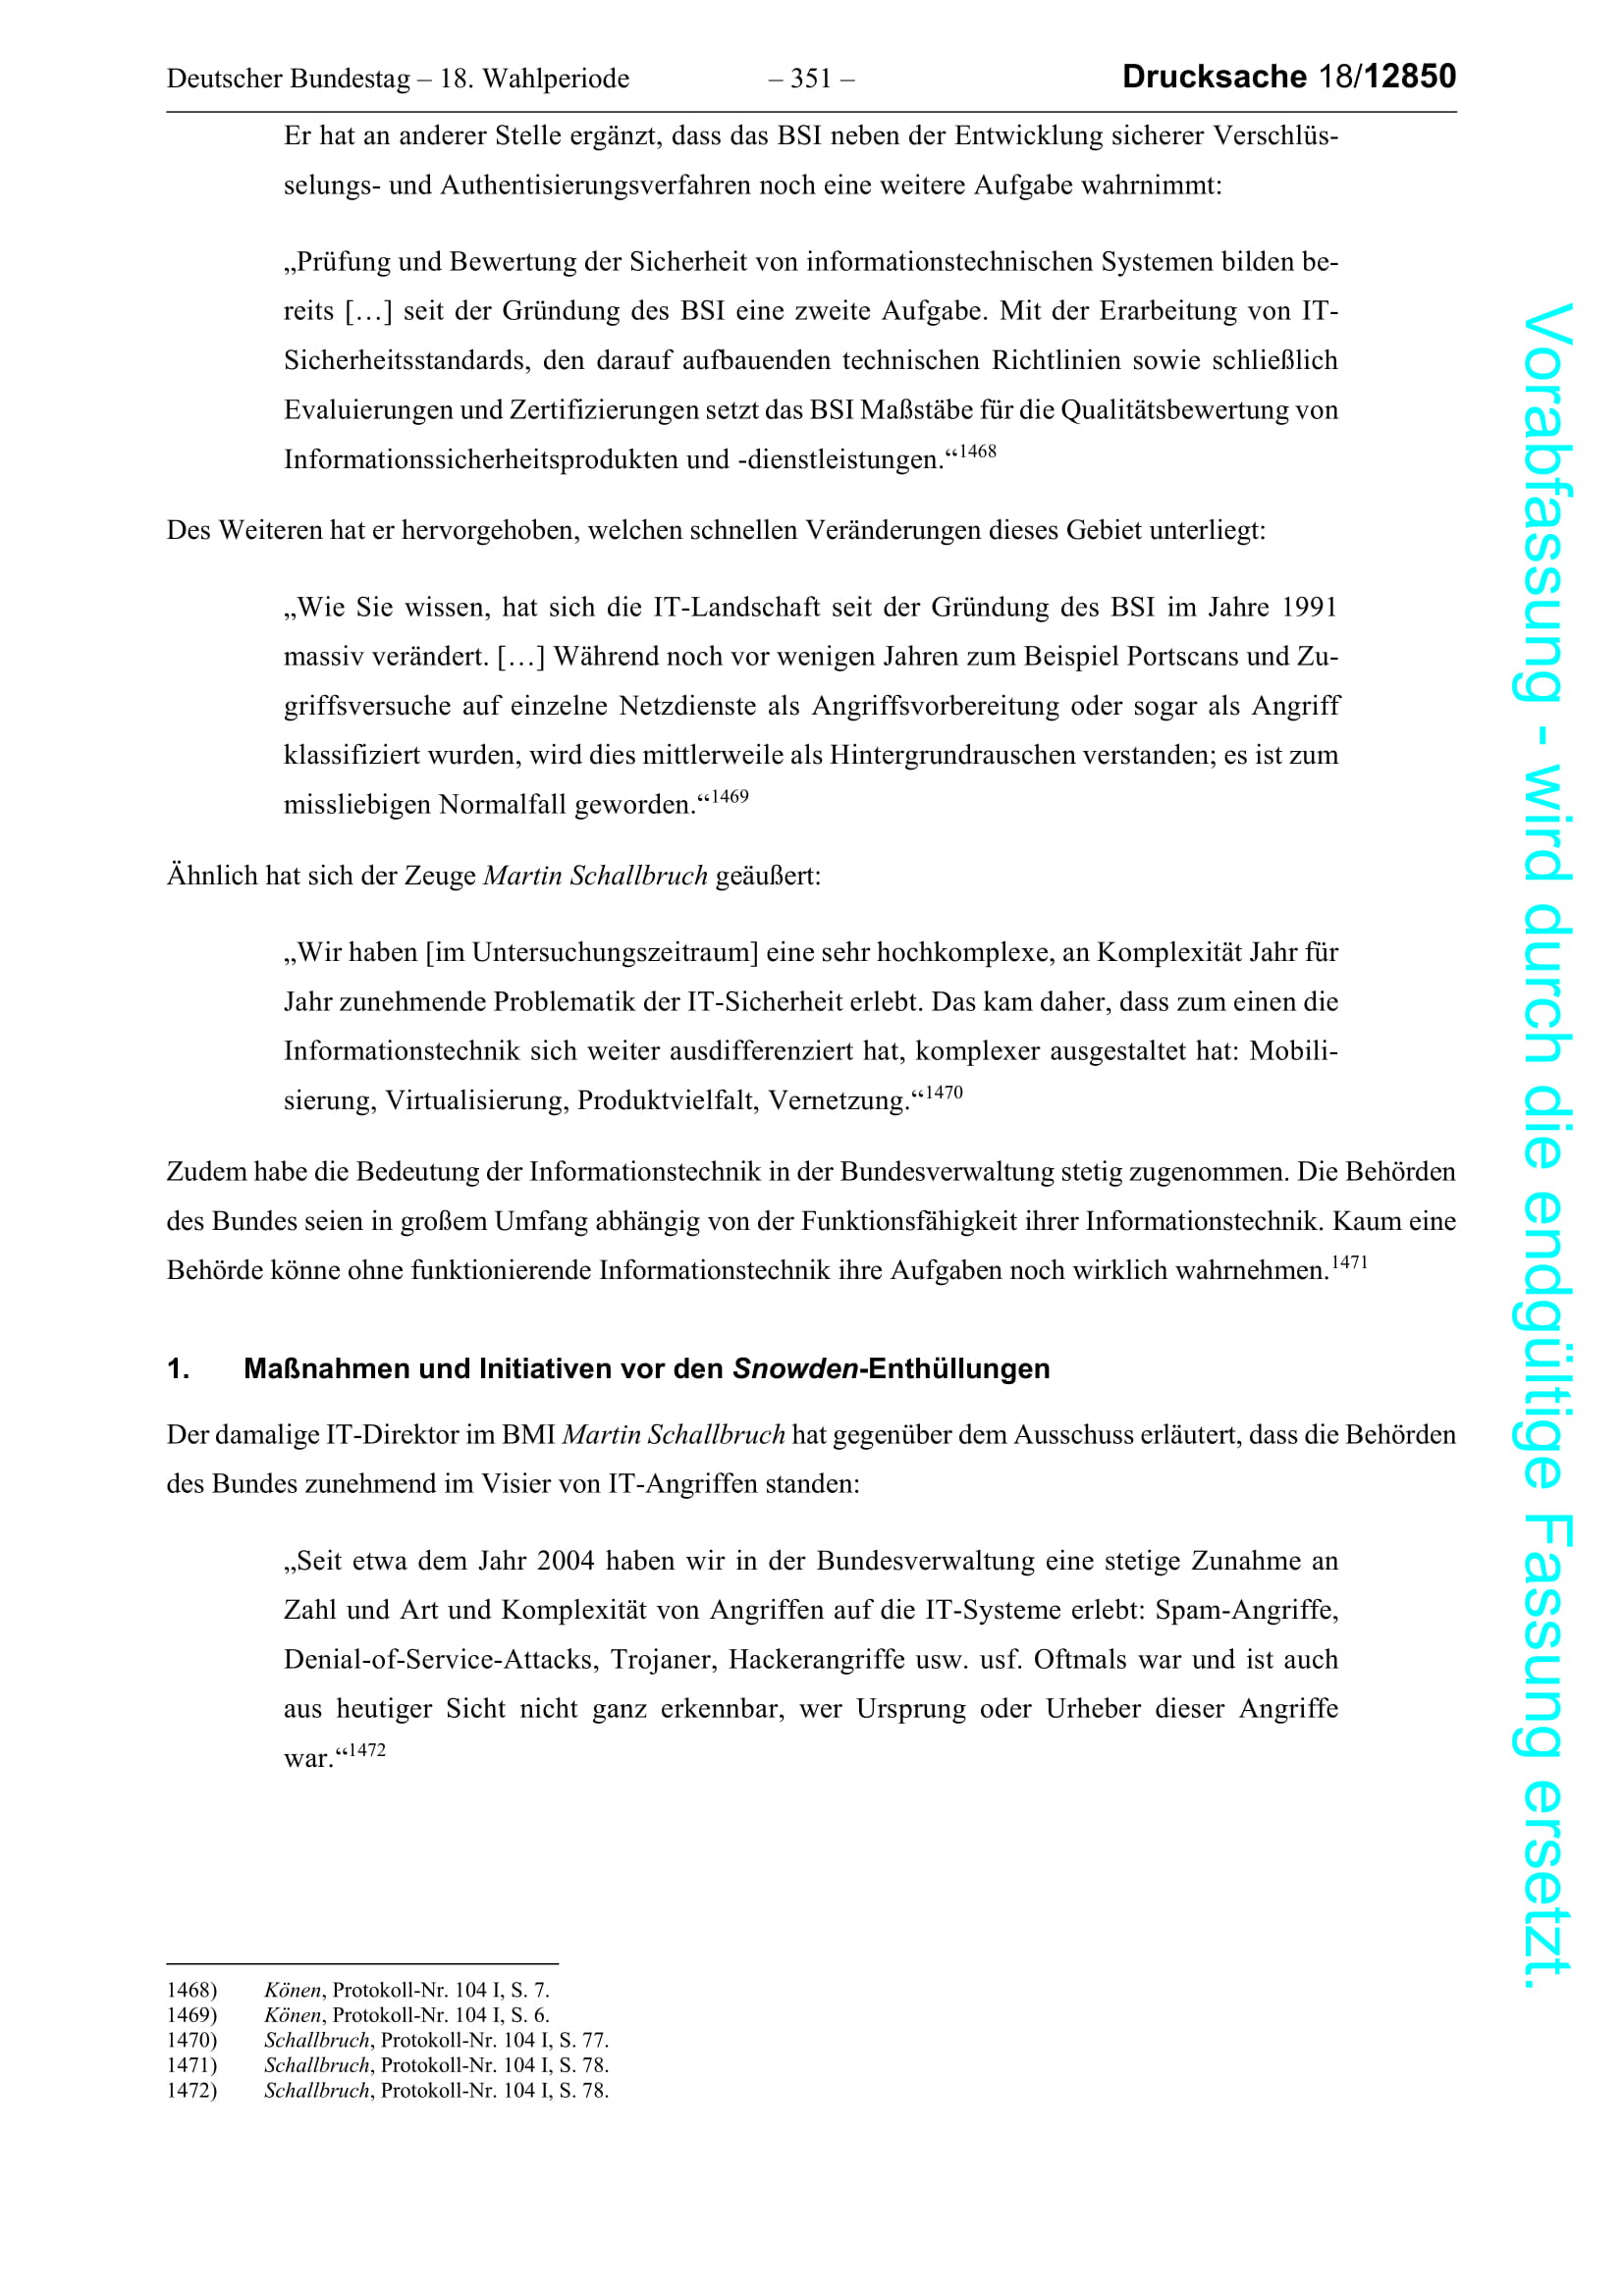 Deutscher Bundestag – 18. Wahlperiode – 351 – Drucksache 18/12850
Er hat an anderer Stelle ergänzt, dass das BSI neben der Entwicklung sicherer Verschlüs-
selungs- und Authentisierungsverfahren noch eine weitere Aufgabe wahrnimmt:
„Prüfung und Bewertung der Sicherheit von informationstechnischen Systemen bilden be-
reits […] seit der Gründung des BSI eine zweite Aufgabe. Mit der Erarbeitung von IT-
Sicherheitsstandards, den darauf aufbauenden technischen Richtlinien sowie schließlich
Evaluierungen und Zertifizierungen setzt das BSI Maßstäbe für die Qualitätsbewertung von
Informationssicherheitsprodukten und -dienstleistungen.“1468
Des Weiteren hat er hervorgehoben, welchen schnellen Veränderungen dieses Gebiet unterliegt:
„Wie Sie wissen, hat sich die IT-Landschaft seit der Gründung des BSI im Jahre 1991
massiv verändert. […] Während noch vor wenigen Jahren zum Beispiel Portscans und Zu-
griffsversuche auf einzelne Netzdienste als Angriffsvorbereitung oder sogar als Angriff
klassifiziert wurden, wird dies mittlerweile als Hintergrundrauschen verstanden; es ist zum
missliebigen Normalfall geworden.“1469
Ähnlich hat sich der Zeuge Martin Schallbruch geäußert:
„Wir haben [im Untersuchungszeitraum] eine sehr hochkomplexe, an Komplexität Jahr für
Jahr zunehmende Problematik der IT-Sicherheit erlebt. Das kam daher, dass zum einen die
Informationstechnik sich weiter ausdifferenziert hat, komplexer ausgestaltet hat: Mobili-
sierung, Virtualisierung, Produktvielfalt, Vernetzung.“1470
Zudem habe die Bedeutung der Informationstechnik in der Bundesverwaltung stetig zugenommen. Die Behörden
des Bundes seien in großem Umfang abhängig von der Funktionsfähigkeit ihrer Informationstechnik. Kaum eine
Behörde könne ohne funktionierende Informationstechnik ihre Aufgaben noch wirklich wahrnehmen.1471
1. Maßnahmen und Initiativen vor den Snowden-Enthüllungen
Der damalige IT-Direktor im BMI Martin Schallbruch hat gegenüber dem Ausschuss erläutert, dass die Behörden
des Bundes zunehmend im Visier von IT-Angriffen standen:
„Seit etwa dem Jahr 2004 haben wir in der Bundesverwaltung eine stetige Zunahme an
Zahl und Art und Komplexität von Angriffen auf die IT-Systeme erlebt: Spam-Angriffe,
Denial-of-Service-Attacks, Trojaner, Hackerangriffe usw. usf. Oftmals war und ist auch
aus heutiger Sicht nicht ganz erkennbar, wer Ursprung oder Urheber dieser Angriffe
war.“1472
1468) Könen, Protokoll-Nr. 104 I, S. 7.
1469) Könen, Protokoll-Nr. 104 I, S. 6.
1470) Schallbruch, Protokoll-Nr. 104 I, S. 77.
1471) Schallbruch, Protokoll-Nr. 104 I, S. 78.
1472) Schallbruch, Protokoll-Nr. 104 I, S. 78.
Vorabfassung - wird durch die endgültige Fassung ersetzt.